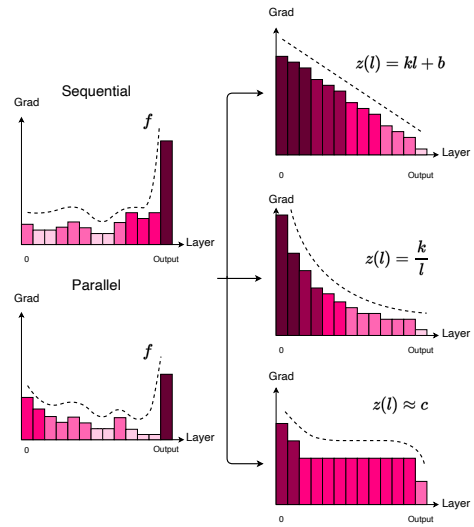 Sequential
Grad
f
Layer
0
Output
Parallel
Grad
f
Layer
0
Output
Grad
z(l) = kl + b
Layer
0
Output
Grad
z(l) = k/l
Layer
0
Output
Grad
z(l) ≈ c
Layer
0
Output